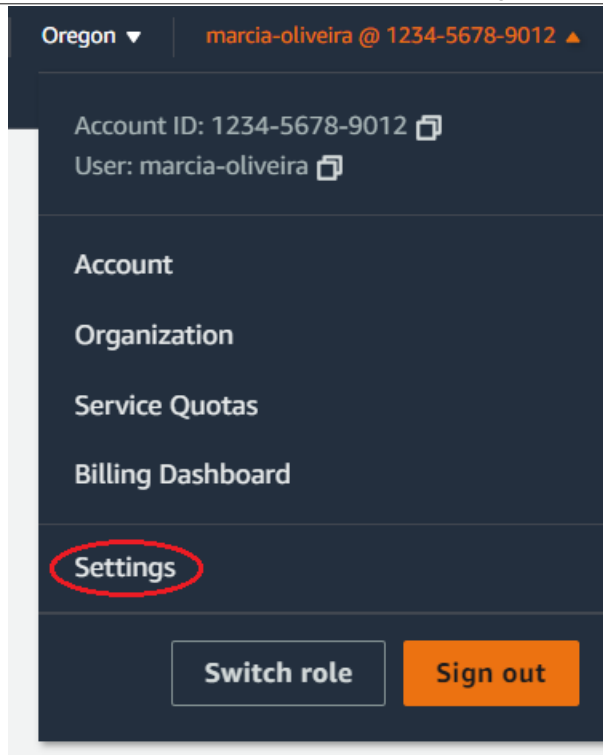 Oregon ▼ marcia-oliveira @ 1234-5678-9012 ▲
Account ID: 1234-5678-9012
User: marcia-oliveira
Account
Organization
Service Quotas
Billing Dashboard
Settings
Switch role Sign out